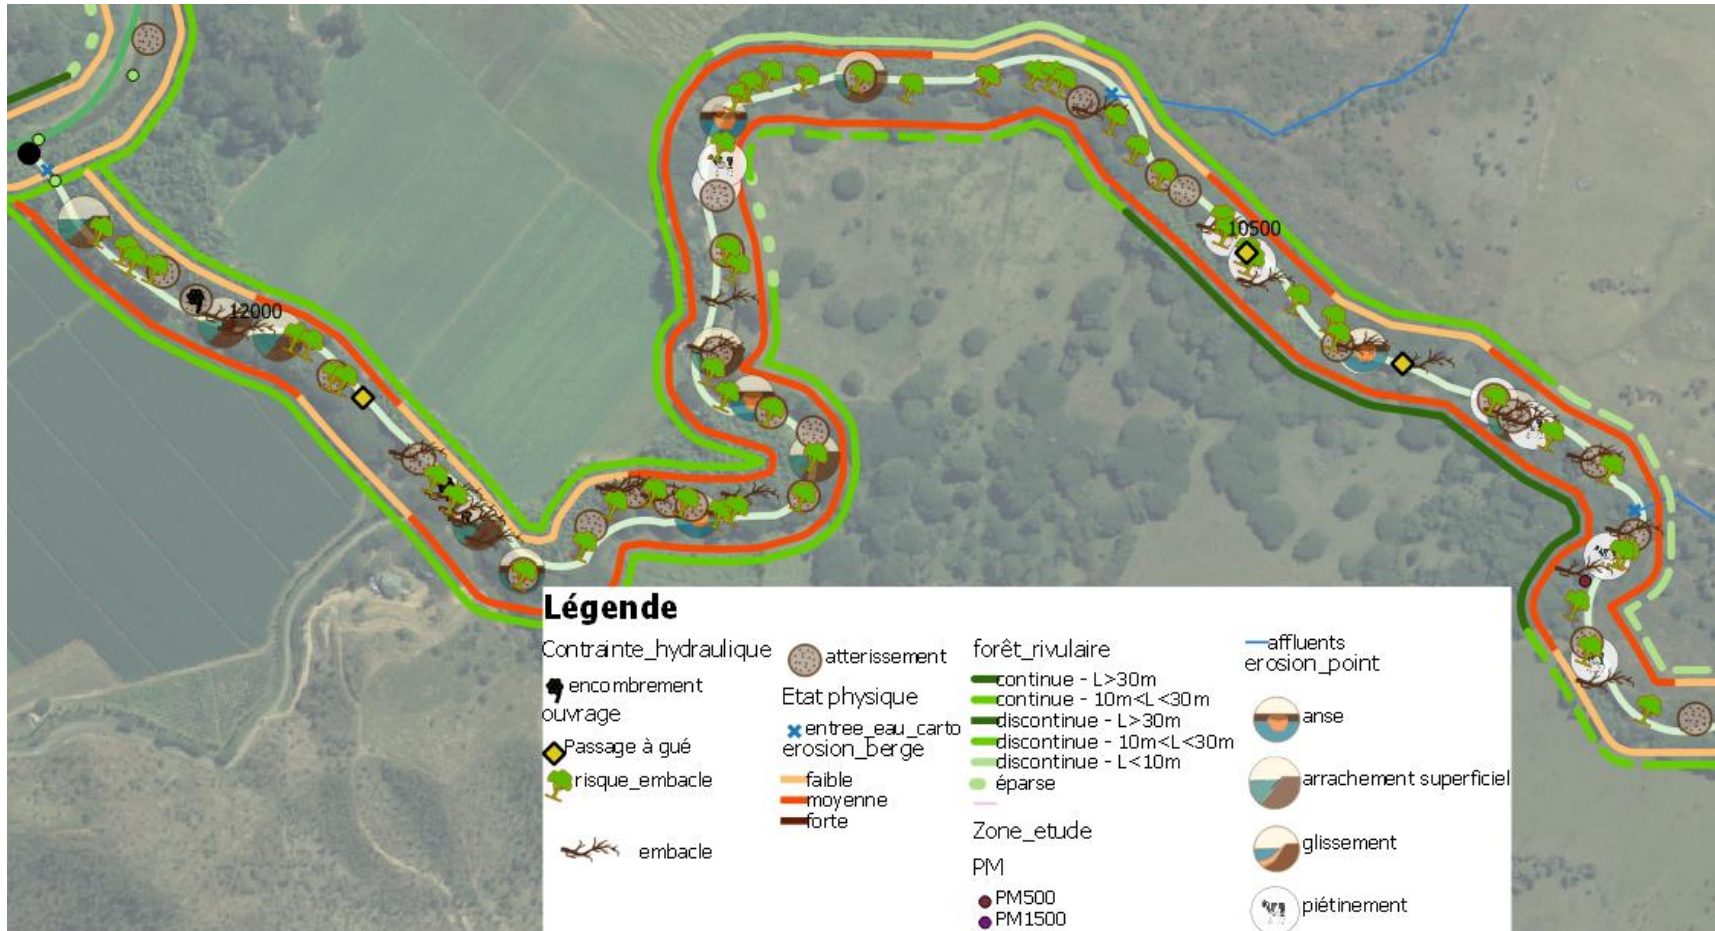 10500
12000
Légende
Contrainte_hydraulique
encombrement
ouvrage
Passage à gué
risque_embacle
embacle
atterissement
Etat physique
entree_eau_carto
erosion_berge
faible
moyenne
forte
forêt_rivulaire
continue - L>30m
continue - 10m<L<30m
discontinue - L>30m
discontinue - 10m<L<30m
discontinue - L<10m
éparse
Zone_etude
PM
PM500
PM1500
affluents
erosion_point
anse
arrachement superficiel
glissement
piétinement